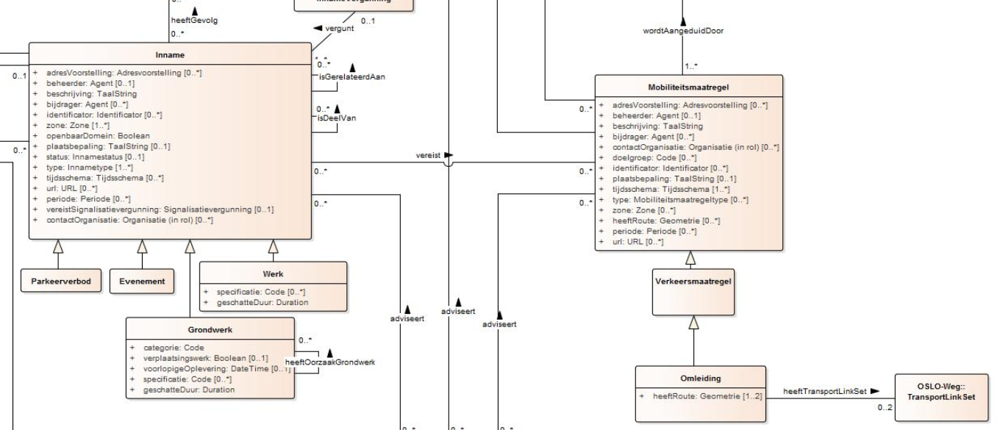 0..
heeftGevolg
0..*
0..1
vergunt
Inname
0..1
+ adresVoorstelling: Adresvoorstelling [0..*]
+ beheerder: Agent [0..1]
+ beschrijving: TaalString
+ bijdrager: Agent [0..*]
+ identificator: Identificator [0..*]
+ zone: Zone [1..*]
+ openbaarDomein: Boolean
+ plaatsbepaling: TaalString [0..1]
+ status: Innamestatus [0..1]
+ type: Innametype [1..*]
+ tijdsschema: Tijdsschema [0..*]
+ url: URL [0..*]
+ periode: Periode [0..*]
+ vereistSignalisatievergunning: Signalisatievergunning [0..1]
+ contactOrganisatie: Organisatie (in rol) [0..*]
0..*
0..*
isGerelateerdAan
0..*
isDeelVan
vereist
0..*
0..*
0..*
0..*
0..*
wordtAangeduidDoor
1..*
Mobiliteitsmaatregel
+ adresVoorstelling: Adresvoorstelling [0..*]
+ beheerder: Agent [0..1]
+ beschrijving: TaalString
+ bijdrager: Agent [0..*]
+ contactOrganisatie: Organisatie (in rol) [0..*]
+ doelgroep: Code [0..*]
+ identificator: Identificator [0..*]
+ plaatsbepaling: TaalString [0..1]
+ tijdsschema: Tijdsschema [1..*]
+ type: Mobiliteitsmaatregeltype [0..*]
+ zone: Zone [0..*]
+ heeftRoute: Geometrie [0..*]
+ periode: Periode [0..*]
+ url: URL [0..*]
Parkeerverbod
Evenement
Werk
+ specificatie: Code [0..*]
+ geschatteDuur: Duration
Verkeersmaatregel
adviseert
adviseert
adviseert
Grondwerk
+ categorie: Code
+ verplaatsingswerk: Boolean [0..1]
+ voorlopigeOplevering: DateTime [0..1]
+ specificatie: Code [0..*]
+ geschatteDuur: Duration
0..*
heeftOorzaakGrondwerk
Omleiding
+ heeftRoute: Geometrie [1..2]
heeftTransportLinkSet
0..2
OSLO-Weg::
TransportLinkSet
0..*
0..*
0..*